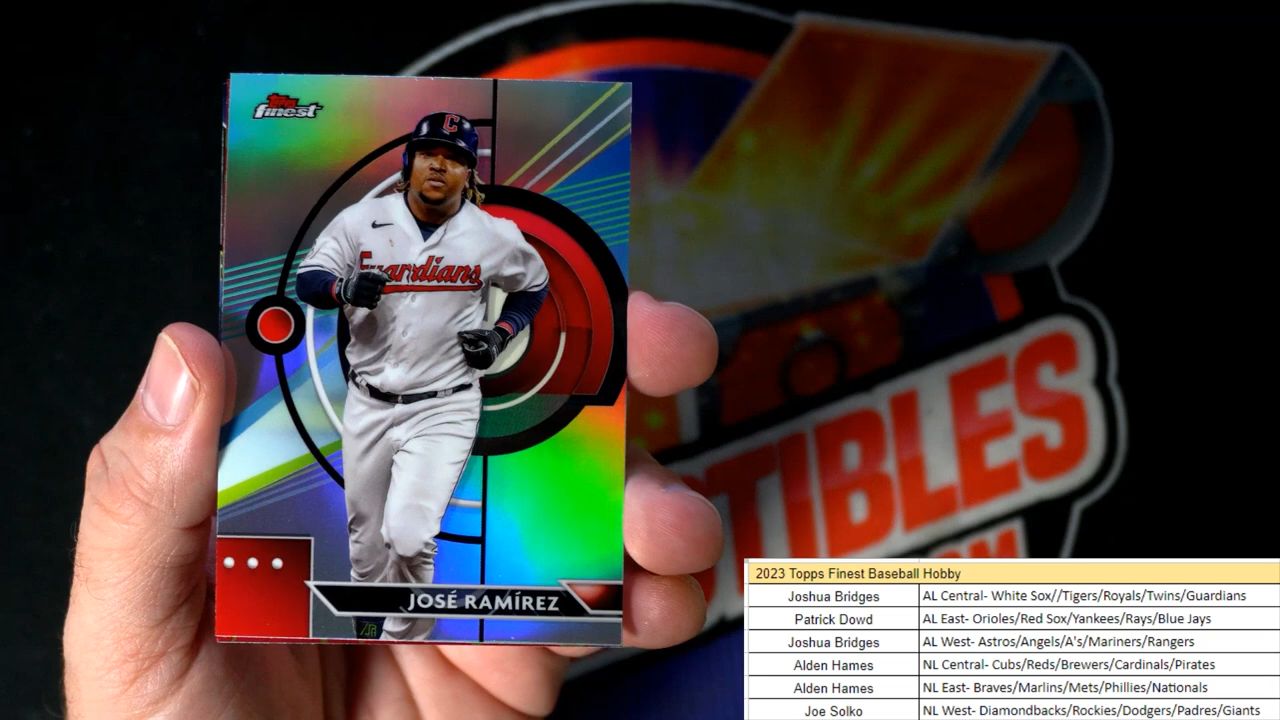 Topps
finest
C
Guardians
JOSÉ RAMÍREZ
TIBLES
2023 Topps Finest Baseball Hobby
Joshua Bridges AL Central- White Sox//Tigers/Royals/Twins/Guardians
Patrick Dowd AL East- Orioles/Red Sox/Yankees/Rays/Blue Jays
Joshua Bridges AL West- Astros/Angels/A's/Mariners/Rangers
Alden Hames NL Central- Cubs/Reds/Brewers/Cardinals/Pirates
Alden Hames NL East- Braves/Marlins/Mets/Phillies/Nationals
Joe Solko NL West- Diamondbacks/Rockies/Dodgers/Padres/Giants